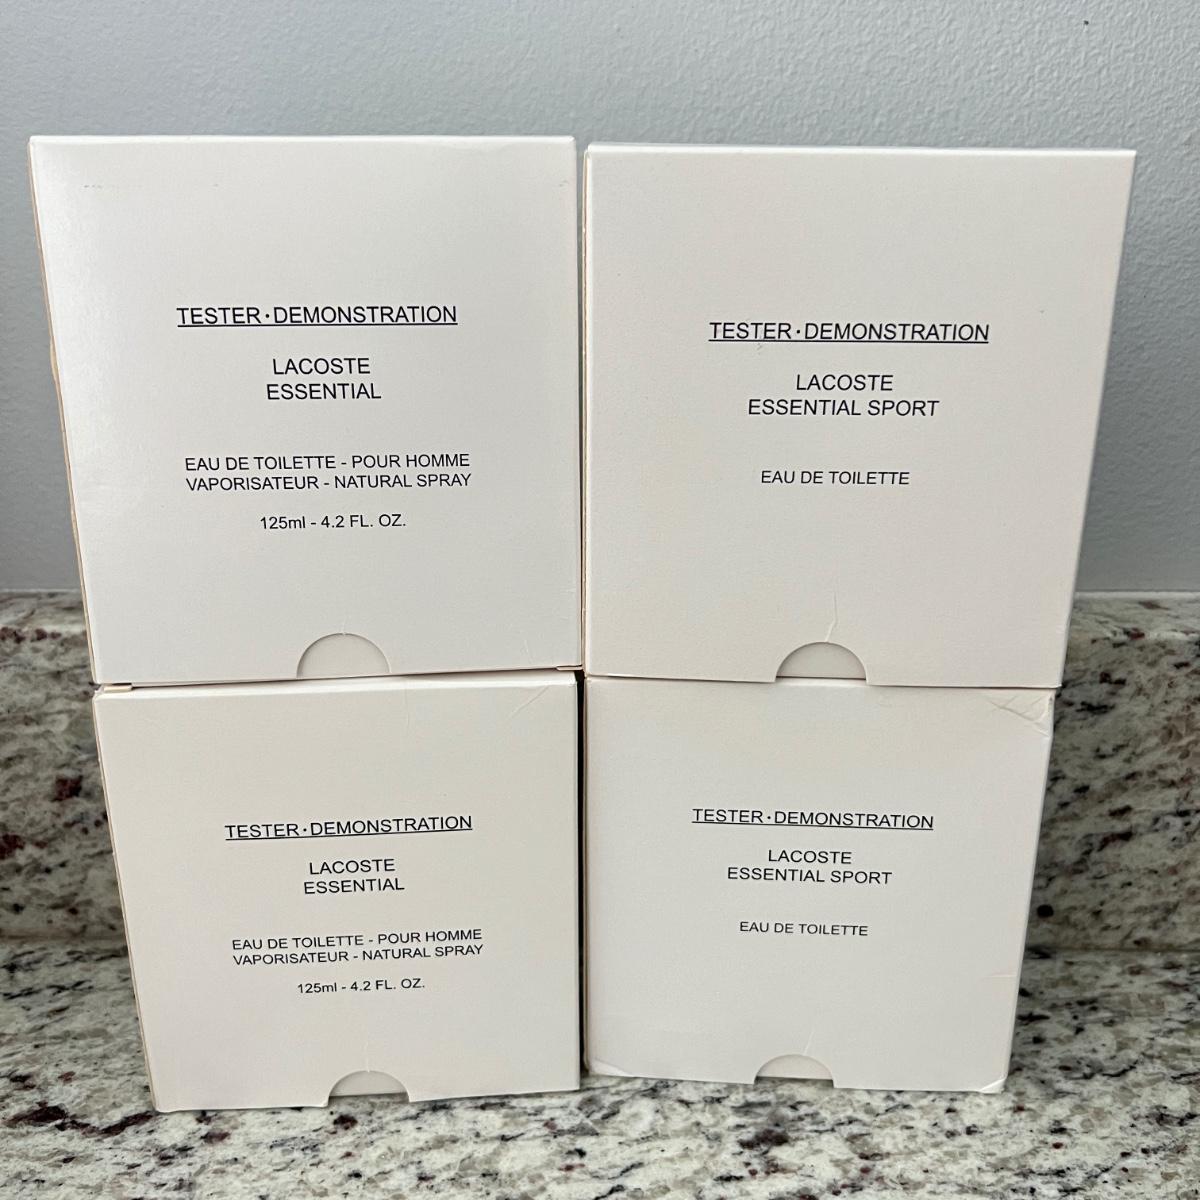 TESTER·DEMONSTRATION
LACOSTE
ESSENTIAL
EAU DE TOILETTE - POUR HOMME
VAPORISATEUR - NATURAL SPRAY
125ml - 4.2 FL. OZ.
TESTER·DEMONSTRATION
LACOSTE
ESSENTIAL SPORT
EAU DE TOILETTE
TESTER·DEMONSTRATION
LACOSTE
ESSENTIAL
EAU DE TOILETTE - POUR HOMME
VAPORISATEUR - NATURAL SPRAY
125ml - 4.2 FL. OZ.
TESTER·DEMONSTRATION
LACOSTE
ESSENTIAL SPORT
EAU DE TOILETTE